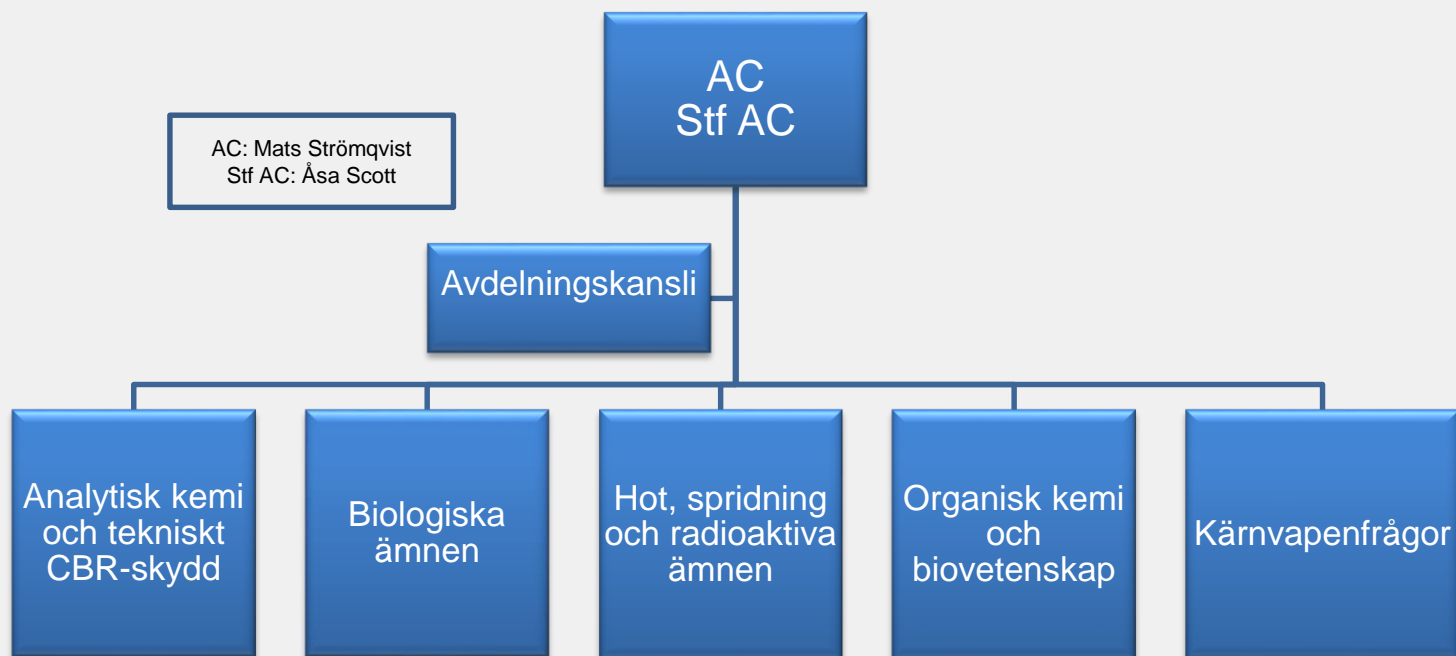 AC
Stf AC
AC: Mats Strömqvist
Stf AC: Åsa Scott
Avdelningskansli
Analytisk kemi
och tekniskt
CBR-skydd
Biologiska
ämnen
Hot, spridning
och radioaktiva
ämnen
Organisk kemi
och
biovetenskap
Kärnvapenfrågor